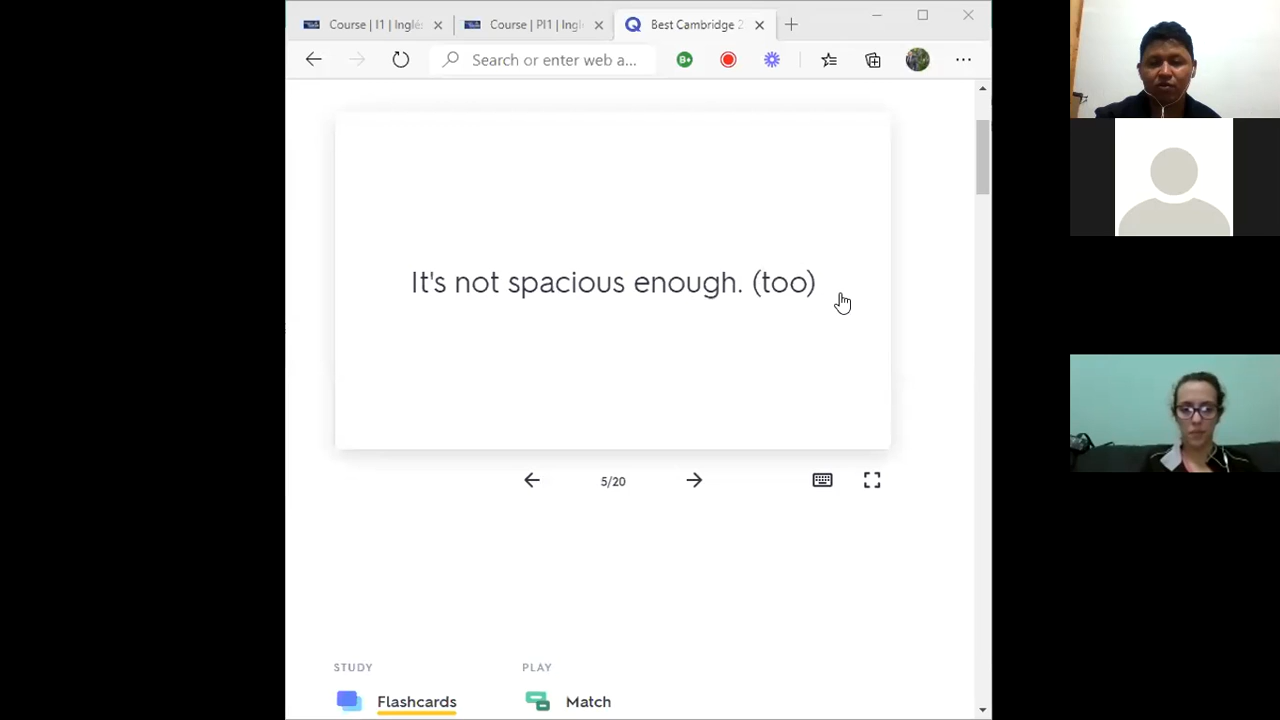 Course | I1 | Inglé
Course | PI1 | Ingl
Best Cambridge 2
Search or enter web a...
B+
It's not spacious enough. (too)
5/20
STUDY
PLAY
Flashcards
Match